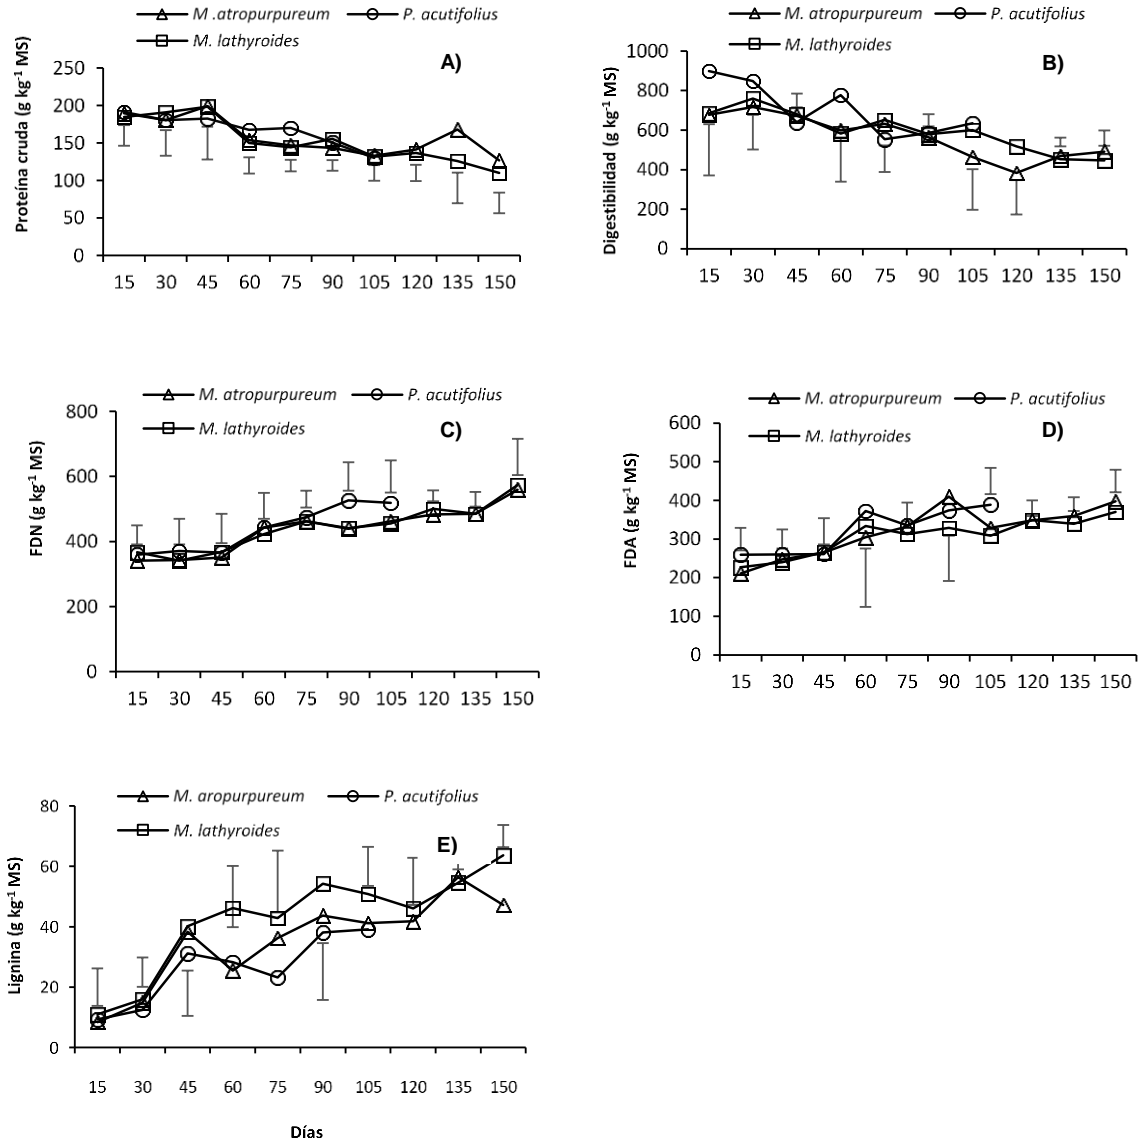 M .atropurpureum P. acutifolius
M. lathyroides
A)
Proteína cruda (g kg-1 MS)
250
200
150
100
50
0
15 30 45 60 75 90 105 120 135 150
M. atropurpureum P. acutifolius
M. lathyroides
B)
Digestibilidad (g kg-1 MS)
1000
800
600
400
200
0
15 30 45 60 75 90 105 120 135 150
M. atropurpureum P. acutifolius
M. lathyroides
C)
FDN (g kg-1 MS)
800
600
400
200
0
15 30 45 60 75 90 105 120 135 150
M. atropurpureum P. acutifolius
M. lathyroides
D)
FDA (g kg-1 MS)
600
500
400
300
200
100
0
15 30 45 60 75 90 105 120 135 150
M. aropurpureum P. acutifolius
M. lathyroides
E)
Lignina (g kg-1 MS)
80
60
40
20
0
15 30 45 60 75 90 105 120 135 150
Días